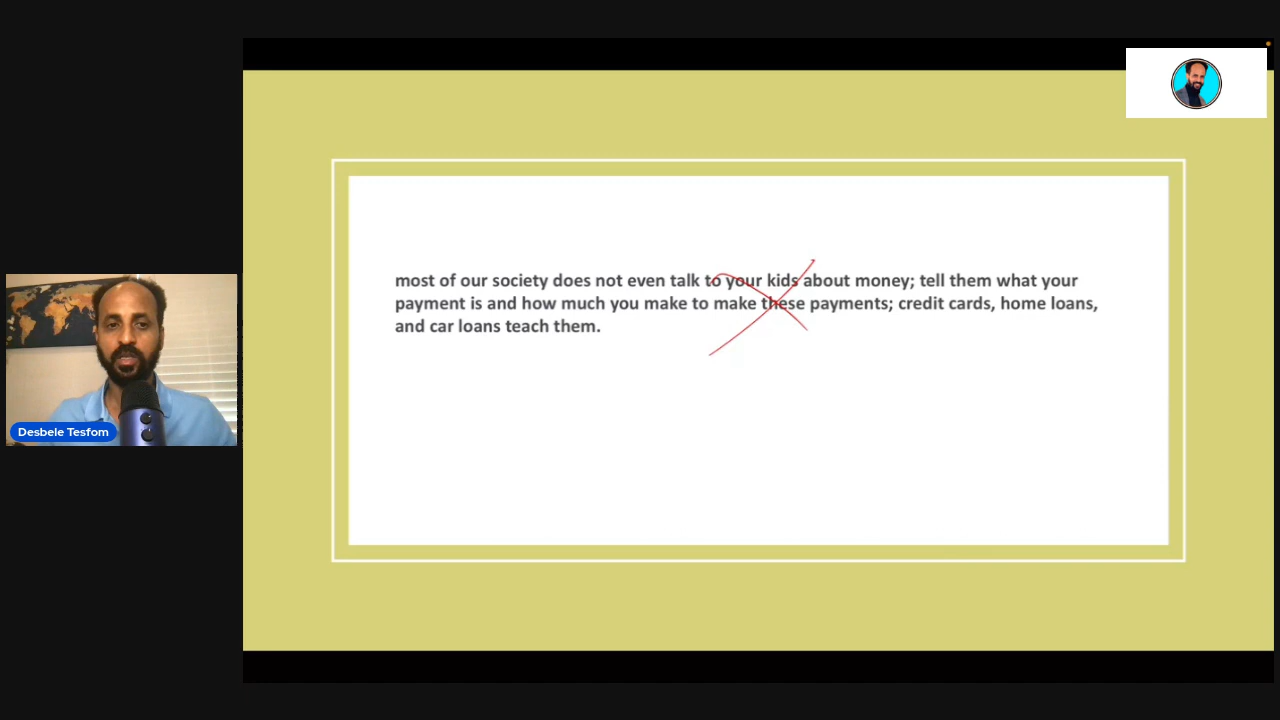 most of our society does not even talk to your kids about money; tell them what your
payment is and how much you make to make these payments; credit cards, home loans,
and car loans teach them.
Desbele Tesfom